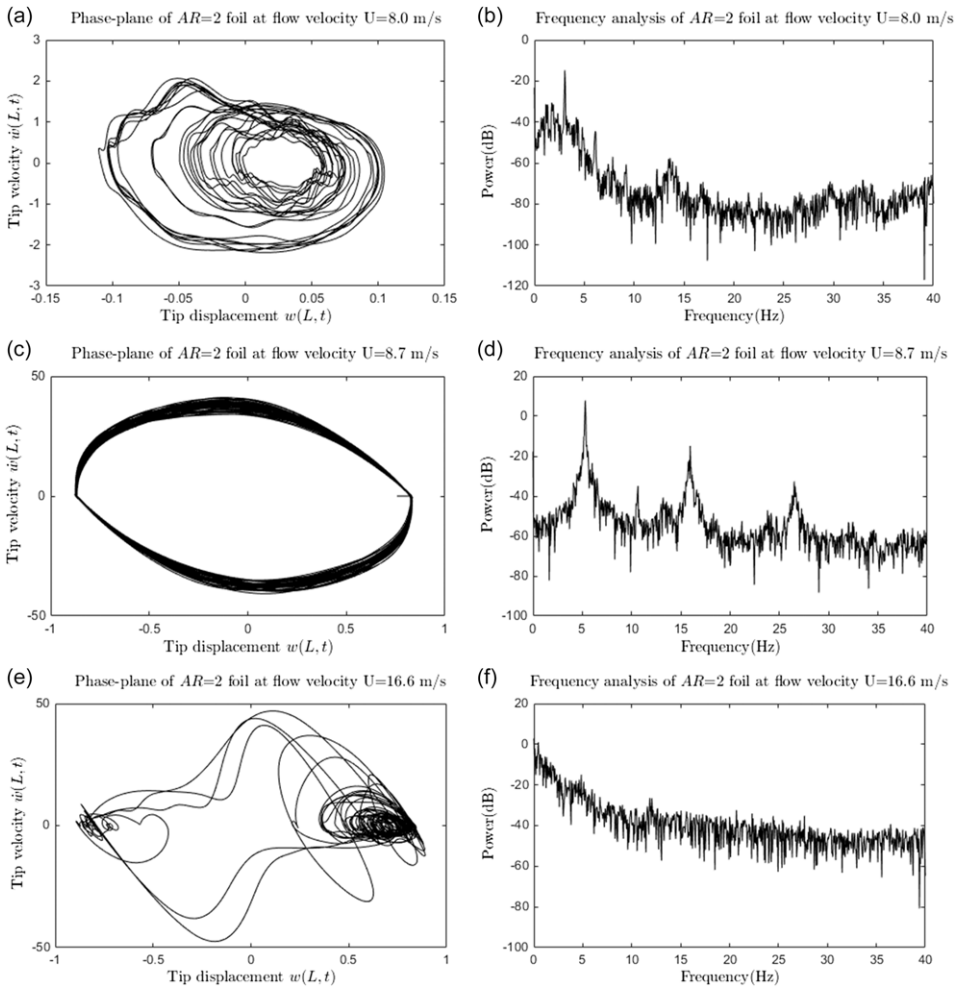 (a) Phase-plane of AR=2 foil at flow velocity U=8.0 m/s
3
2
1
0
-1
-2
-3
Tip velocity ẇ(L, t)
-0.15 -0.1 -0.05 0 0.05 0.1 0.15
Tip displacement w(L, t)
(b) Frequency analysis of AR=2 foil at flow velocity U=8.0 m/s
0
-20
-40
-60
-80
-100
-120
Power(dB)
0 5 10 15 20 25 30 35 40
Frequency(Hz)
(c) Phase-plane of AR=2 foil at flow velocity U=8.7 m/s
50
0
-50
Tip velocity ẇ(L, t)
-1 -0.5 0 0.5 1
Tip displacement w(L, t)
(d) Frequency analysis of AR=2 foil at flow velocity U=8.7 m/s
20
0
-20
-40
-60
-80
-100
Power(dB)
0 5 10 15 20 25 30 35 40
Frequency(Hz)
(e) Phase-plane of AR=2 foil at flow velocity U=16.6 m/s
50
0
-50
Tip velocity ẇ(L, t)
-1 -0.5 0 0.5 1
Tip displacement w(L, t)
(f) Frequency analysis of AR=2 foil at flow velocity U=16.6 m/s
20
0
-20
-40
-60
-80
-100
Power(dB)
0 5 10 15 20 25 30 35 40
Frequency(Hz)